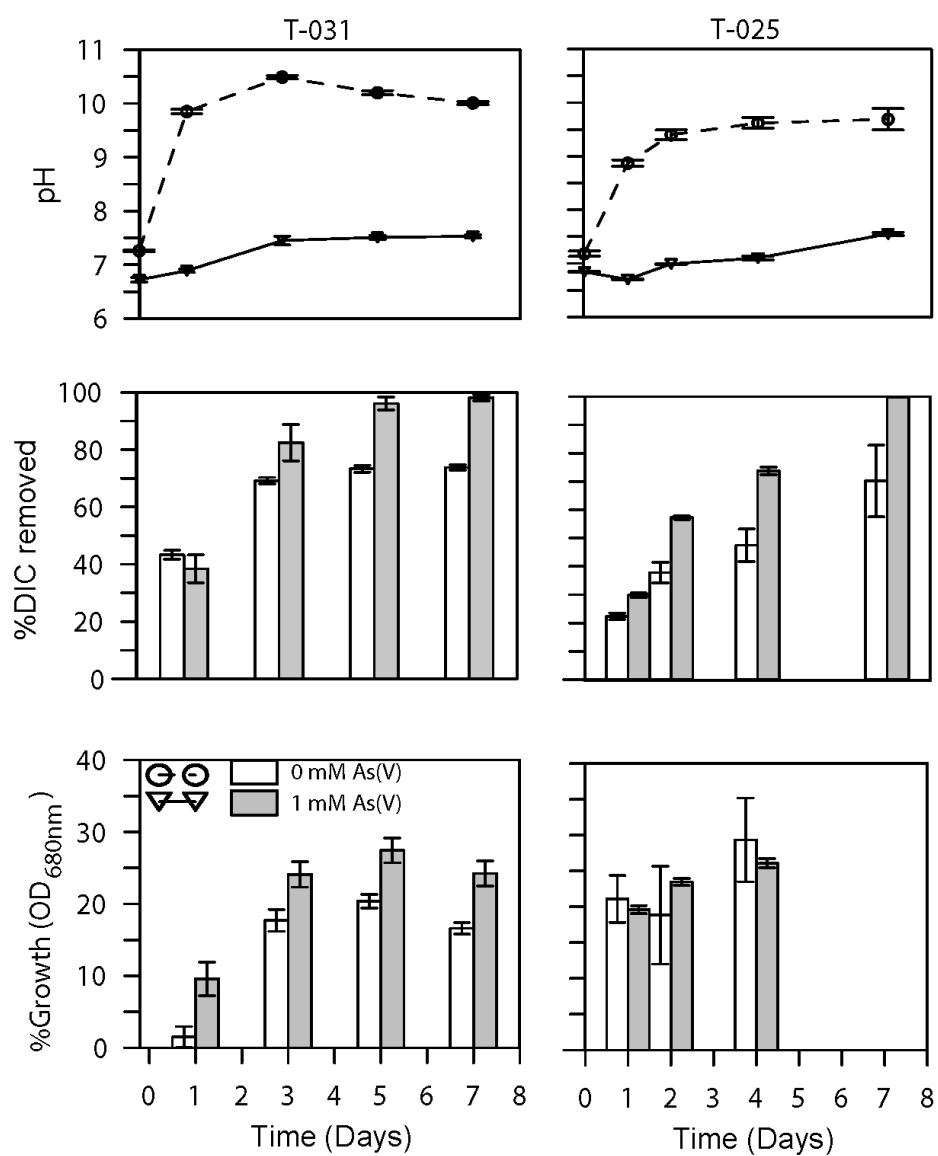 T-031
T-025
11
10
9
8
7
6
pH
100
80
60
40
20
0
%DIC removed
40
30
20
10
0
%Growth (OD680nm)
0 mM As(V)
1 mM As(V)
0 1 2 3 4 5 6 7 8
0 1 2 3 4 5 6 7 8
Time (Days)
Time (Days)